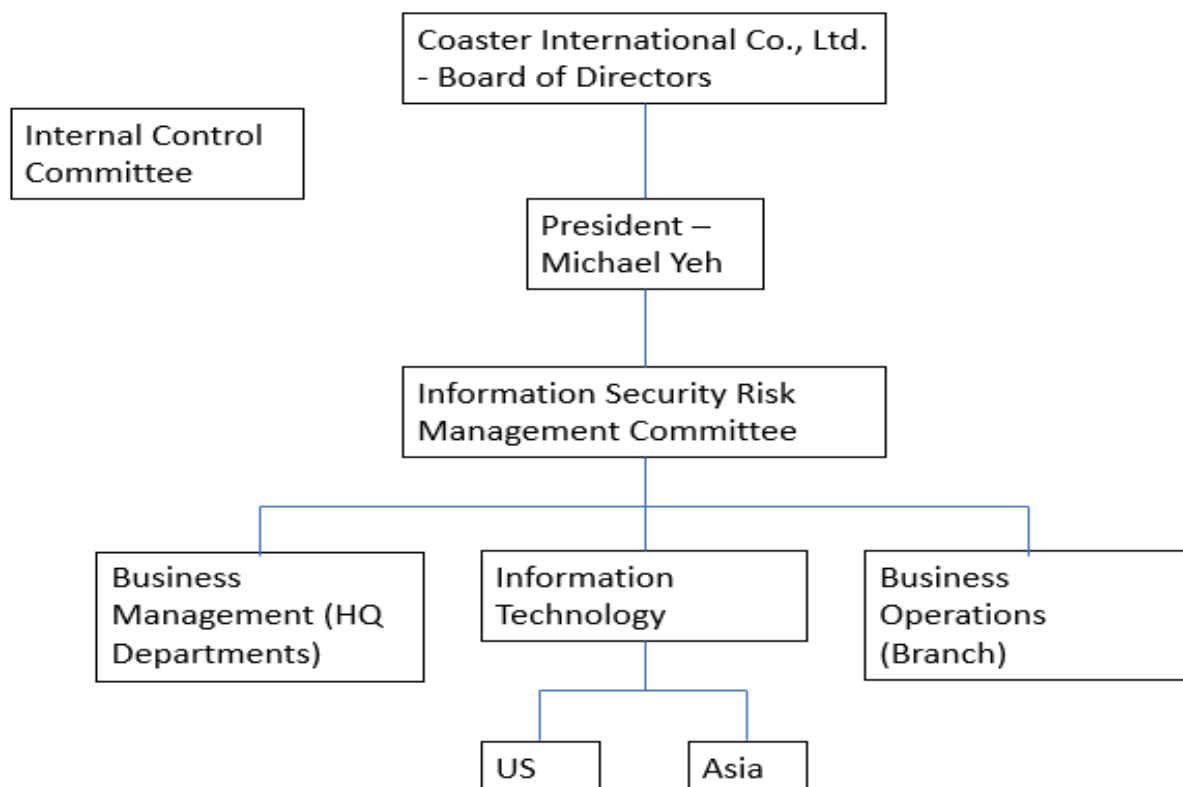 Coaster International Co., Ltd.
- Board of Directors
Internal Control
Committee
President –
Michael Yeh
Information Security Risk
Management Committee
Business
Management (HQ
Departments)
Information
Technology
Business
Operations
(Branch)
US
Asia